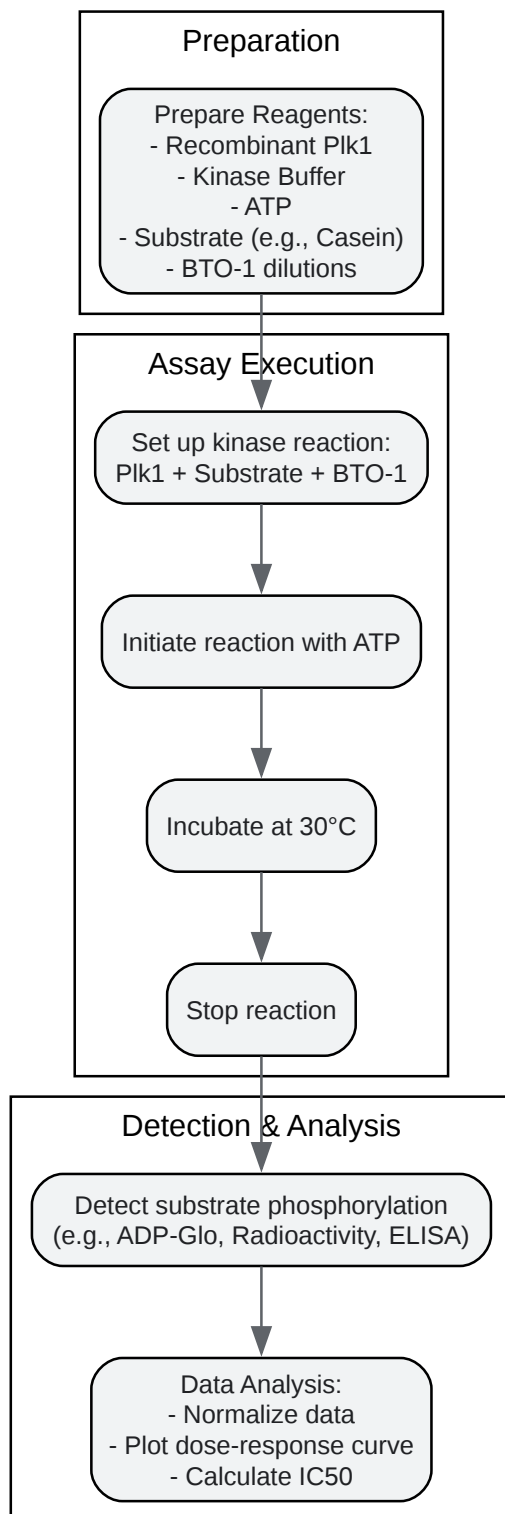 Preparation
Prepare Reagents:
- Recombinant Plk1
- Kinase Buffer
- ATP
- Substrate (e.g., Casein)
- BTO-1 dilutions
Assay Execution
Set up kinase reaction:
Plk1 + Substrate + BTO-1
Initiate reaction with ATP
Incubate at 30°C
Stop reaction
Detection & Analysis
Detect substrate phosphorylation
(e.g., ADP-Glo, Radioactivity, ELISA)
Data Analysis:
- Normalize data
- Plot dose-response curve
- Calculate IC50